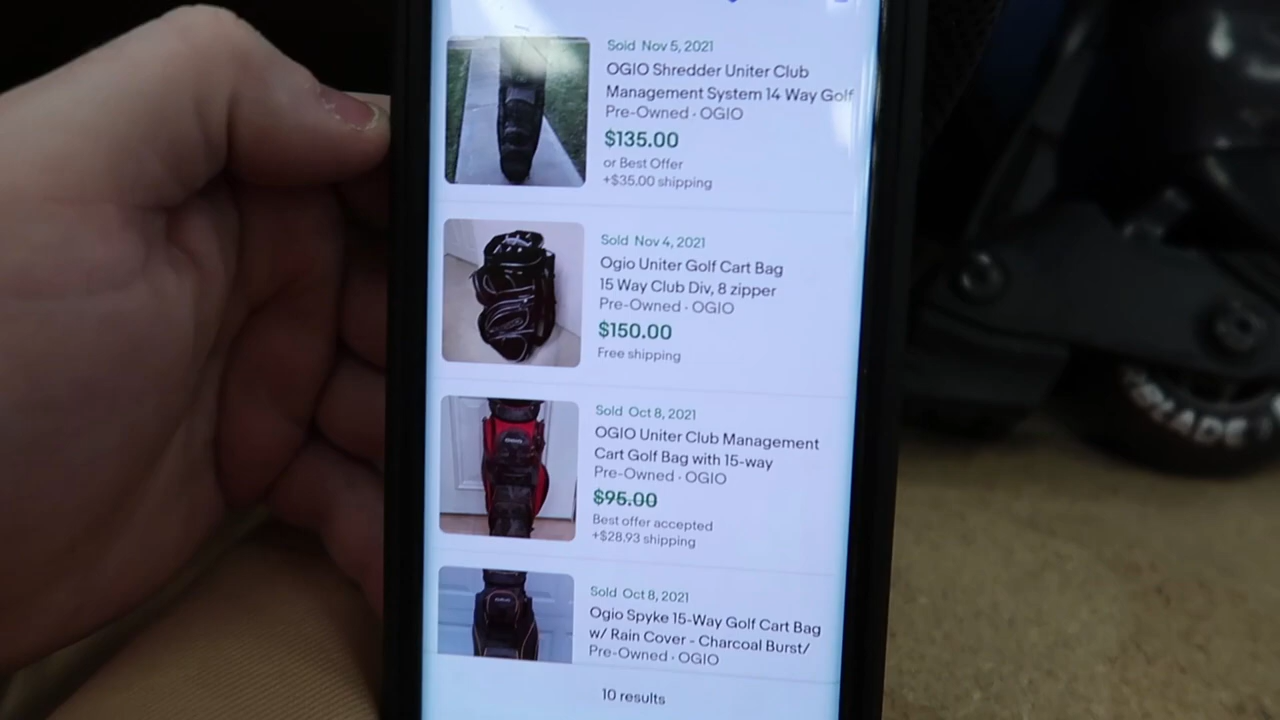 Sold Nov 5, 2021
OGIO Shredder Uniter Club
Management System 14 Way Golf
Pre-Owned · OGIO
$135.00
or Best Offer
+$35.00 shipping
Sold Nov 4, 2021
Ogio Uniter Golf Cart Bag
15 Way Club Div, 8 zipper
Pre-Owned · OGIO
$150.00
Free shipping
Sold Oct 8, 2021
OGIO Uniter Club Management
Cart Golf Bag with 15-way
Pre-Owned · OGIO
$95.00
Best offer accepted
+$28.93 shipping
Sold Oct 8, 2021
Ogio Spyke 15-Way Golf Cart Bag
w/ Rain Cover - Charcoal Burst/
Pre-Owned · OGIO
10 results
BLADE